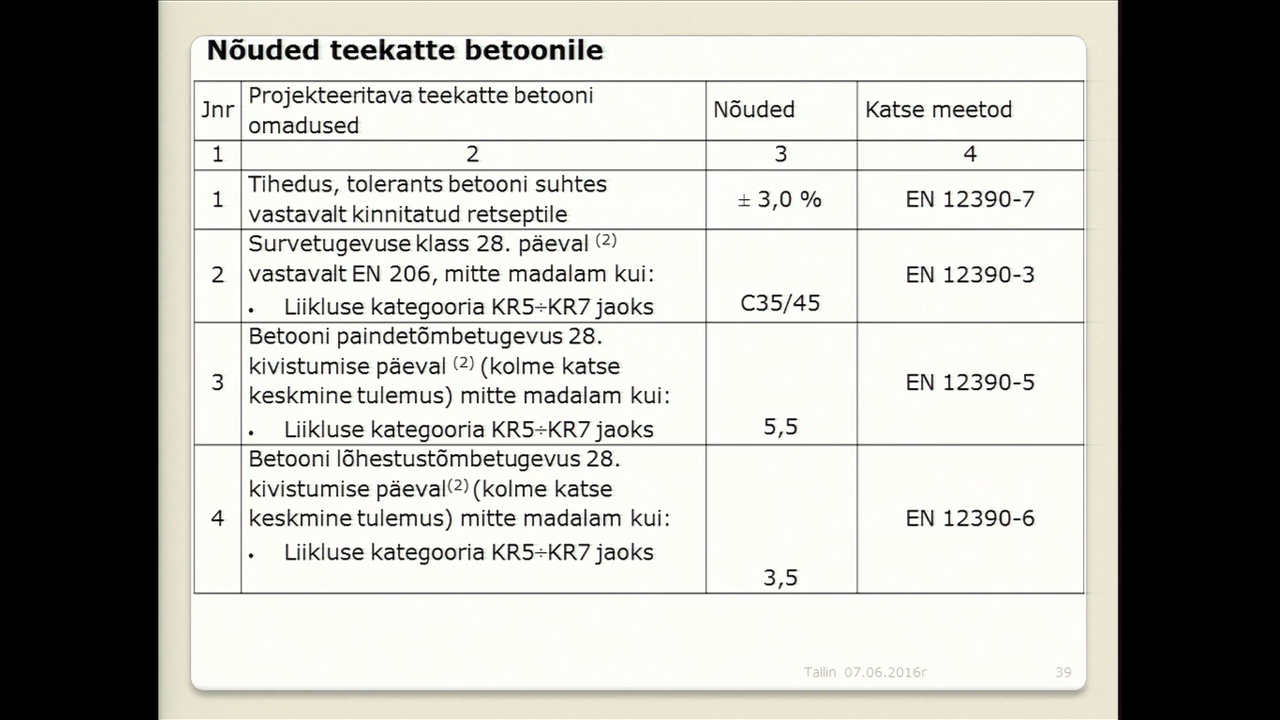 Nõuded teekatte betoonile
Jnr
Projekteeritava teekatte betooni
omadused
Nõuded
Katse meetod
1
2
3
4
1
Tihedus, tolerants betooni suhtes
vastavalt kinnitatud retseptile
± 3,0 %
EN 12390-7
2
Survetugevuse klass 28. päeval (2)
vastavalt EN 206, mitte madalam kui:
• Liikluse kategooria KR5÷KR7 jaoks
C35/45
EN 12390-3
3
Betooni paindetõmbetugevus 28.
kivistumise päeval (2) (kolme katse
keskmine tulemus) mitte madalam kui:
• Liikluse kategooria KR5÷KR7 jaoks
5,5
EN 12390-5
4
Betooni lõhestustõmbetugevus 28.
kivistumise päeval(2) (kolme katse
keskmine tulemus) mitte madalam kui:
• Liikluse kategooria KR5÷KR7 jaoks
3,5
EN 12390-6
Tallin 07.06.2016r
39